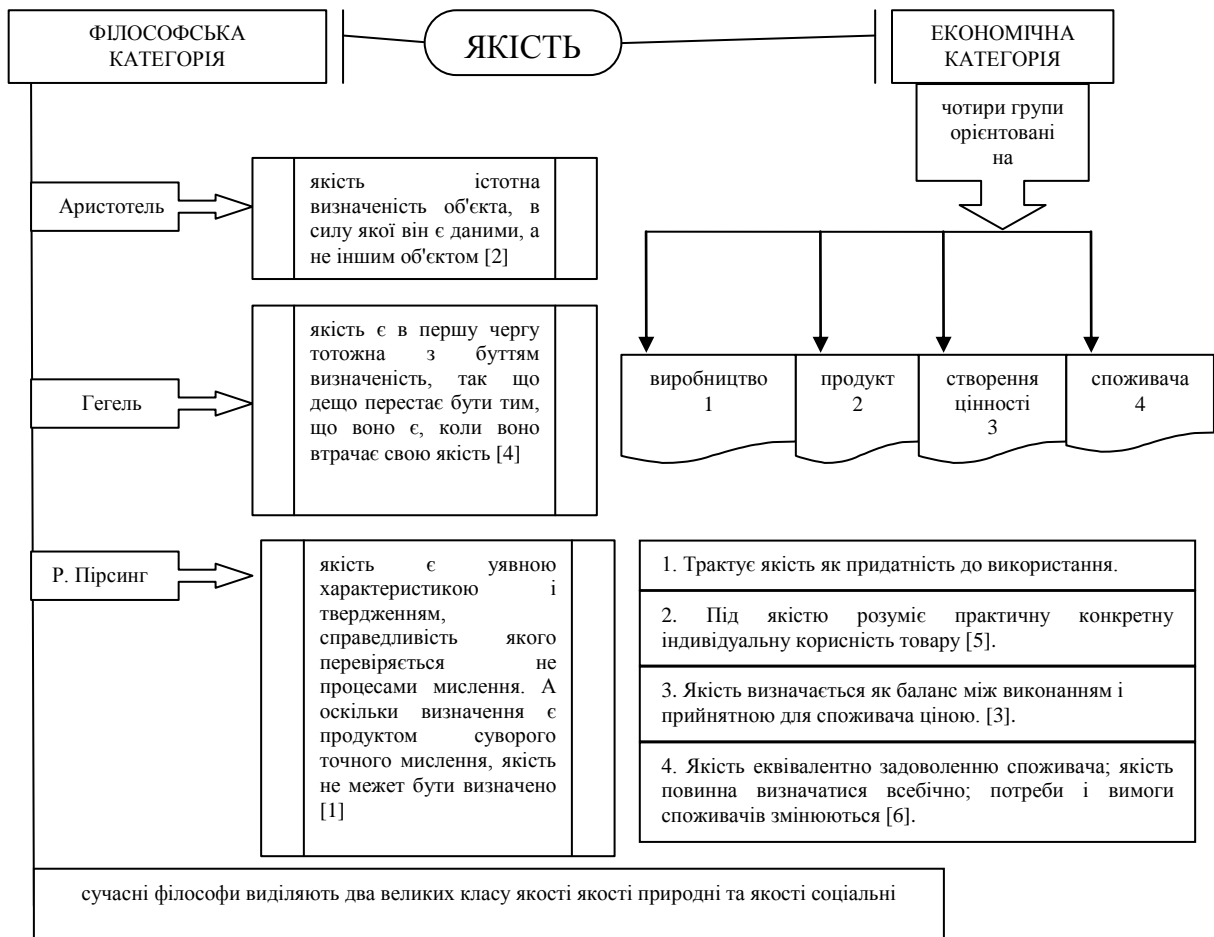 ФІЛОСОФСЬКА
КАТЕГОРІЯ
ЯКІСТЬ
ЕКОНОМІЧНА
КАТЕГОРІЯ
чотири групи
орієнтовані
на
Аристотель
якість істотна
визначеність об'єкта, в
силу якої він є даними, а
не іншим об'єктом [2]
Гегель
якість є в першу чергу
тотожна з буттям
визначеність, так що
дещо перестає бути тим,
що воно є, коли воно
втрачає свою якість [4]
виробництво
1
продукт
2
створення
цінності
3
споживача
4
Р. Пірсинг
якість є уявною
характеристикою і
твердженням,
справедливість якого
перевіряється не
процесами мислення. А
оскільки визначення є
продуктом суворого
точного мислення, якість
не межет бути визначено
[1]
1. Трактує якість як придатність до використання.
2. Під якістю розуміє практичну конкретну
індивідуальну корисність товару [5].
3. Якість визначається як баланс між виконанням і
прийнятною для споживача ціною. [3].
4. Якість еквівалентно задоволенню споживача; якість
повинна визначатися всебічно; потреби і вимоги
споживачів змінюються [6].
сучасні філософи виділяють два великих класу якості якості природні та якості соціальні